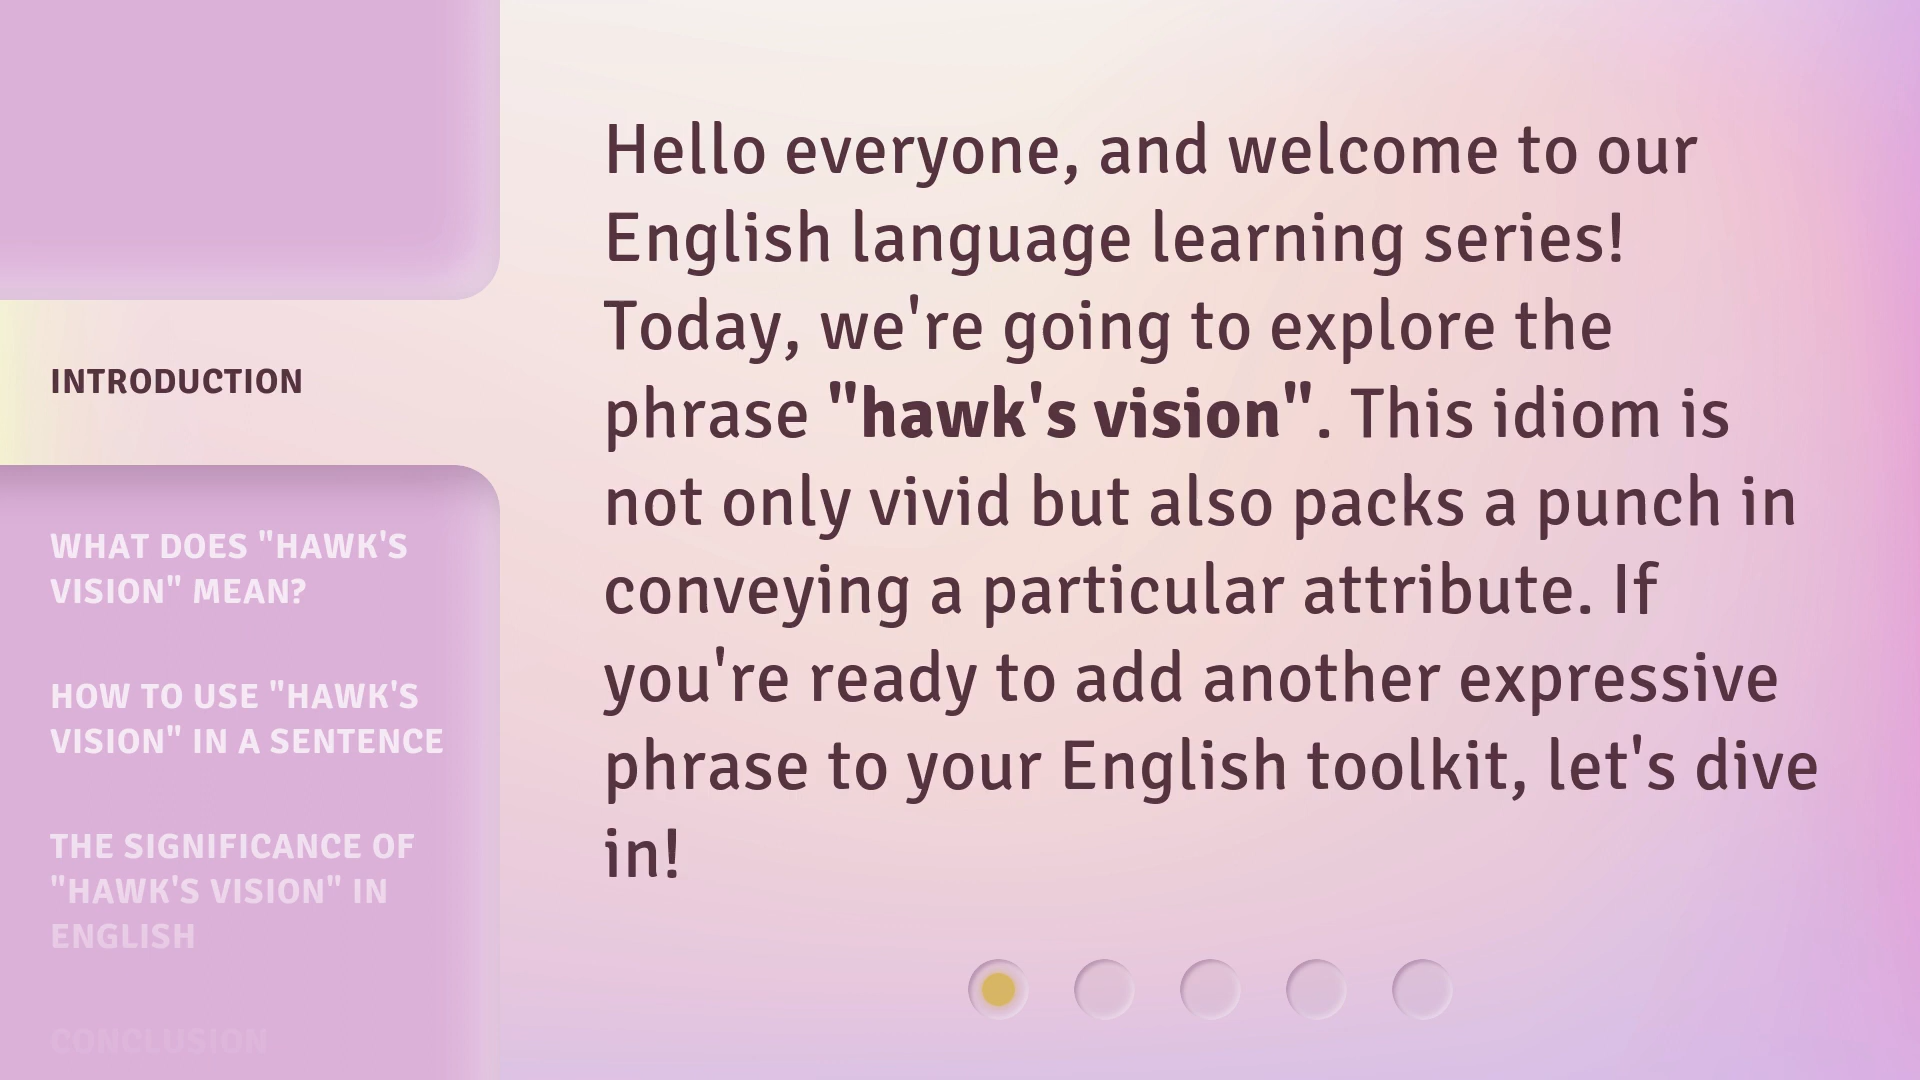 INTRODUCTION
WHAT DOES "HAWK'S
VISION" MEAN?
HOW TO USE "HAWK'S
VISION" IN A SENTENCE
THE SIGNIFICANCE OF
"HAWK'S VISION" IN
ENGLISH
CONCLUSION
Hello everyone, and welcome to our
English language learning series!
Today, we're going to explore the
phrase "hawk's vision". This idiom is
not only vivid but also packs a punch in
conveying a particular attribute. If
you're ready to add another expressive
phrase to your English toolkit, let's dive
in!